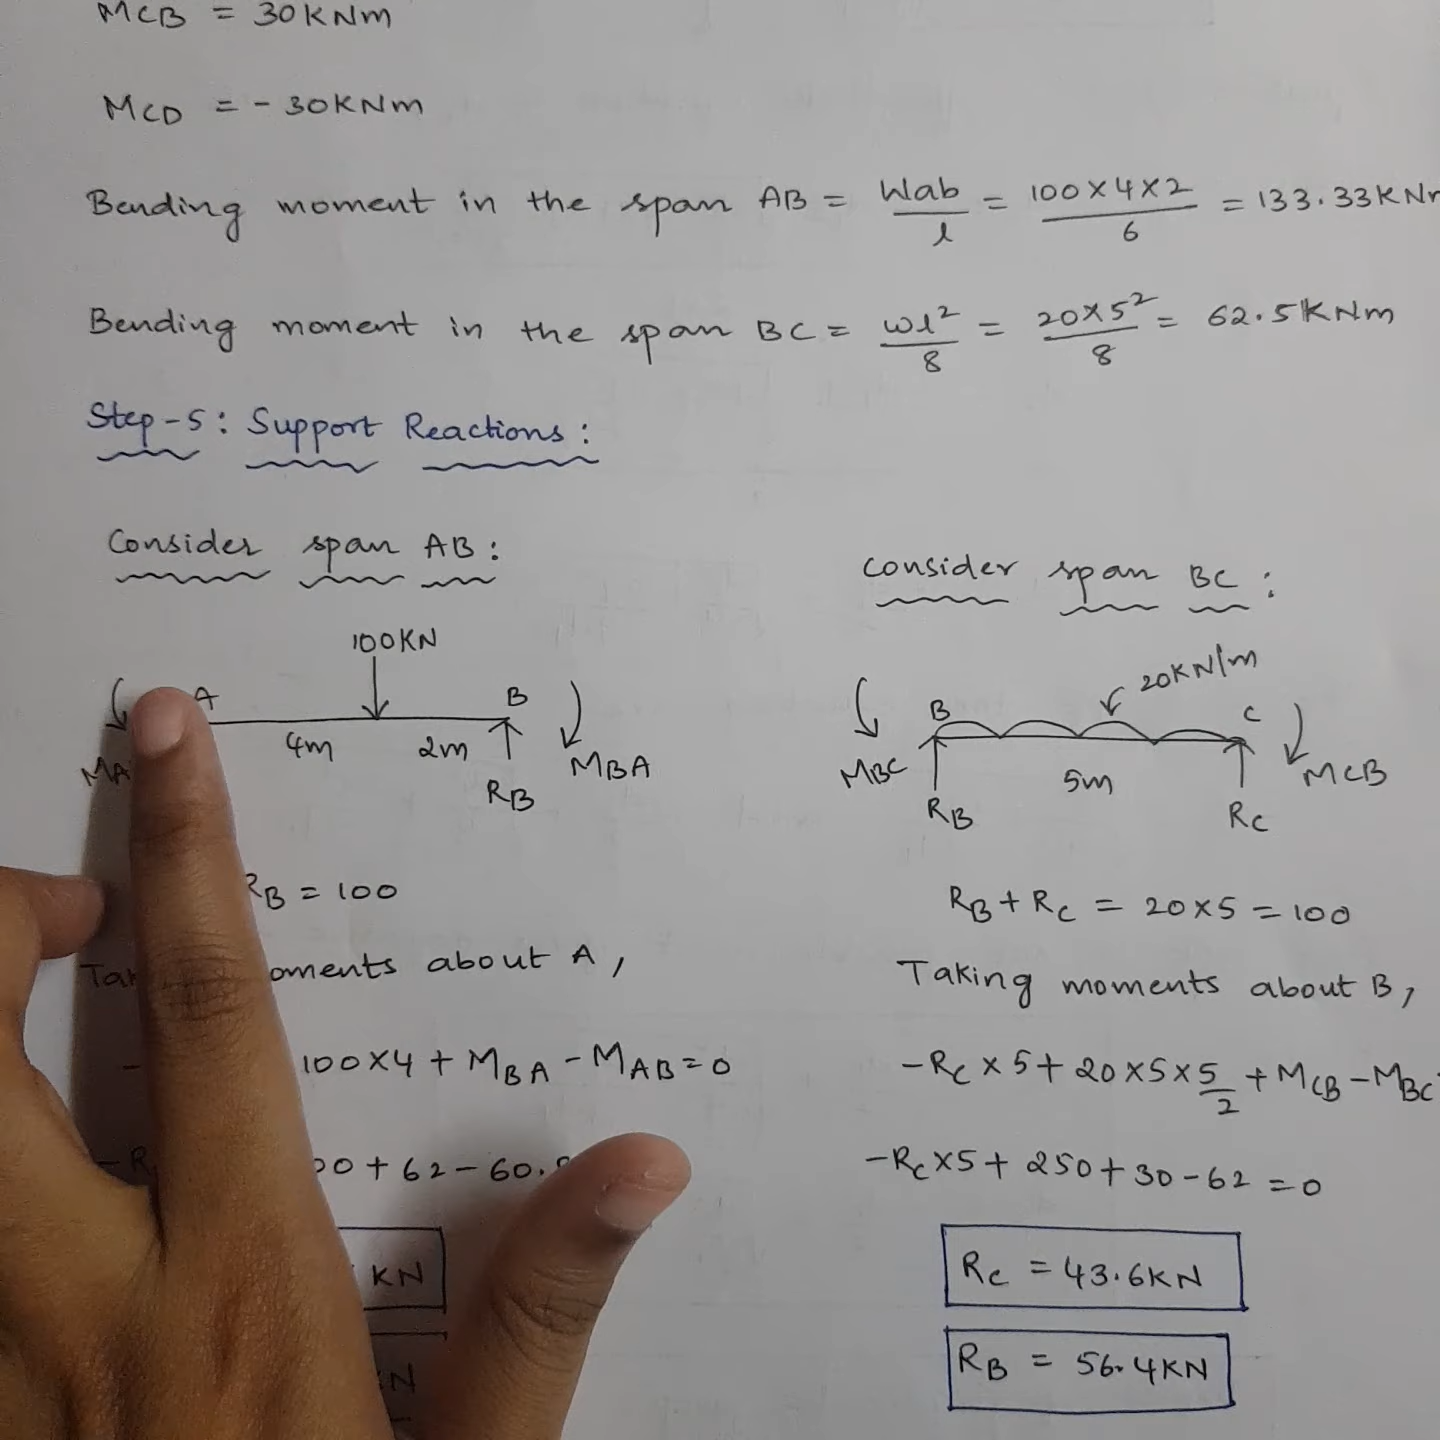 MCB = 30KNm
MCD = - 30KNm
Bending moment in the span AB = Wab/l = 100×4×2/6 = 133.33KN
Bending moment in the span BC = wl²/8 = 20×5²/8 = 62.5KNm
Step-5: Support Reactions:
Consider span AB:
100KN
A
B
4m
2m
MBA
RB
RB = 100
oments about A,
100×4 + MBA - MAB = 0
+ 62 - 60.
KN
N
Consider span BC:
20KN/m
B
C
MBC
5m
MCB
RB
RC
RB + RC = 20×5 = 100
Taking moments about B,
-RC × 5 + 20×5×5/2 + MCB - MBC
-RC×5 + 250 + 30 - 62 = 0
RC = 43.6KN
RB = 56.4KN